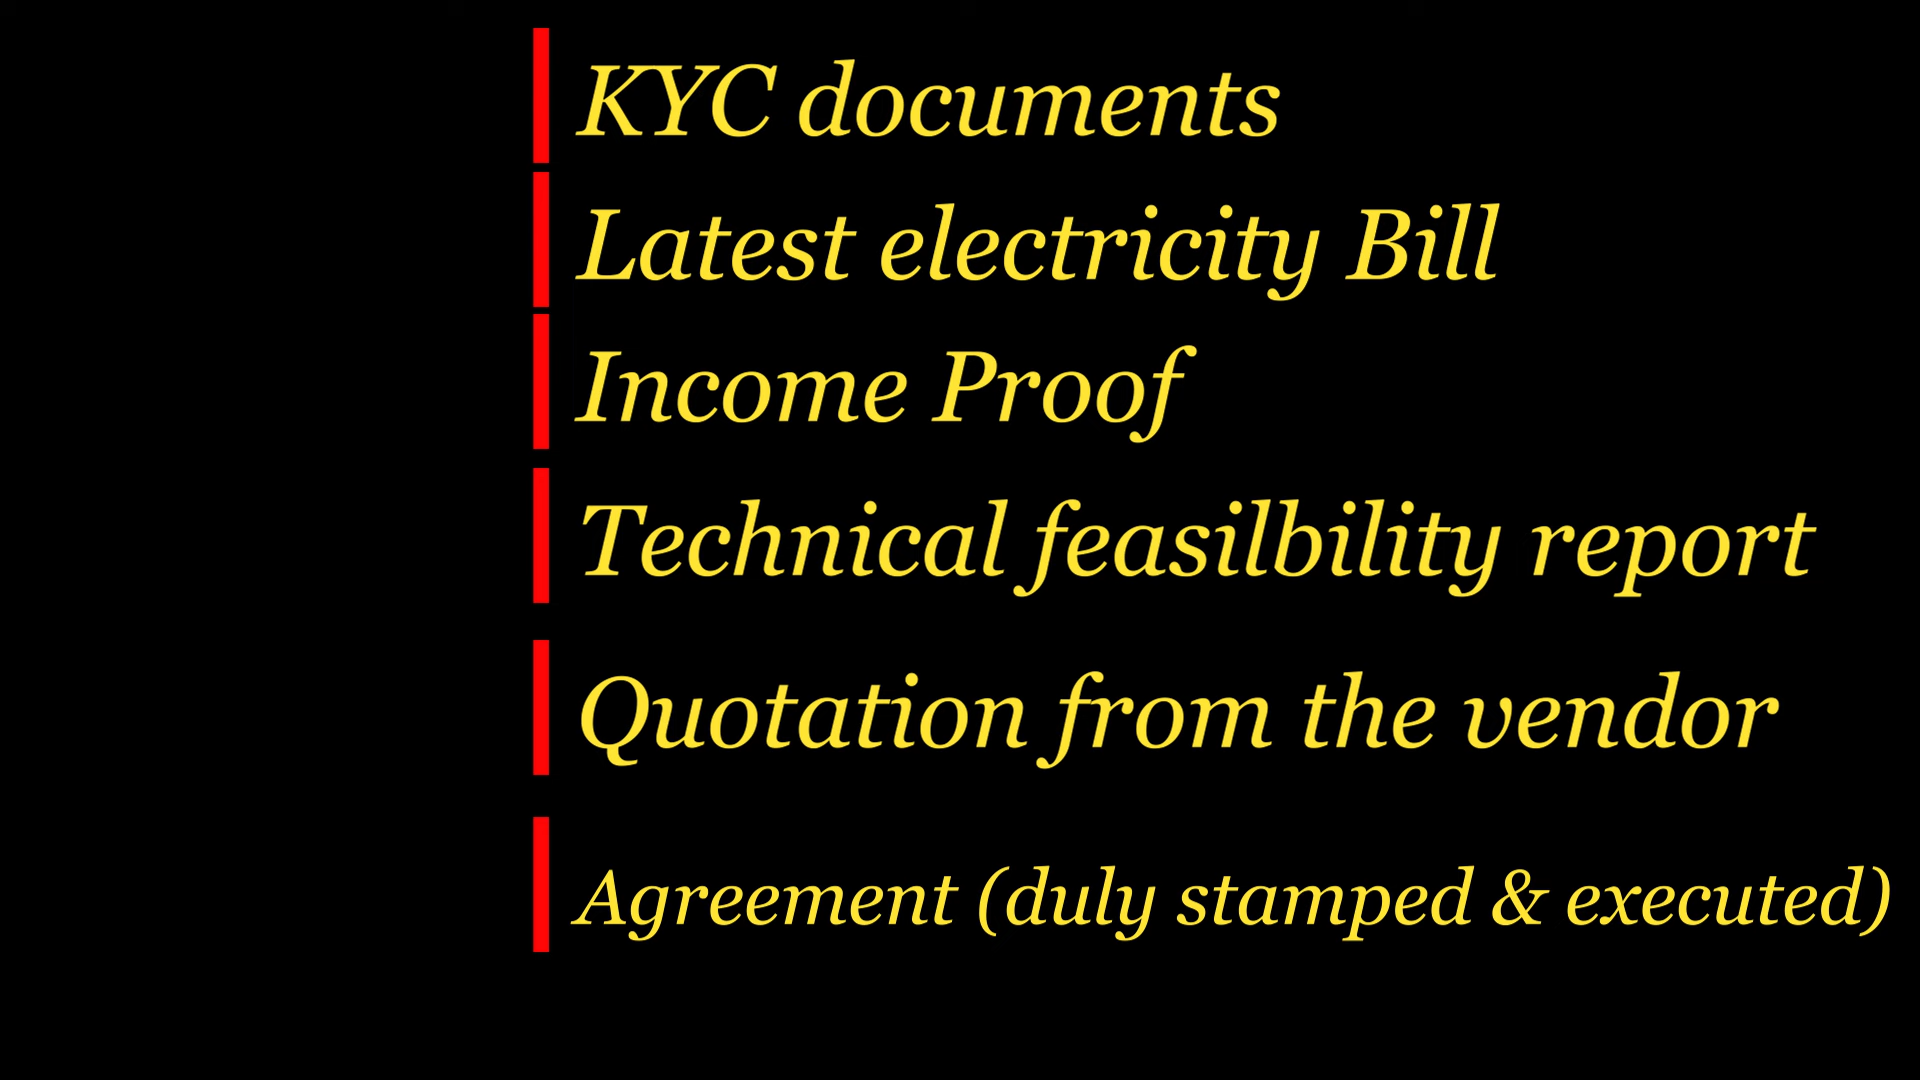 KYC documents
Latest electricity Bill
Income Proof
Technical feasilbility report
Quotation from the vendor
Agreement (duly stamped & executed)